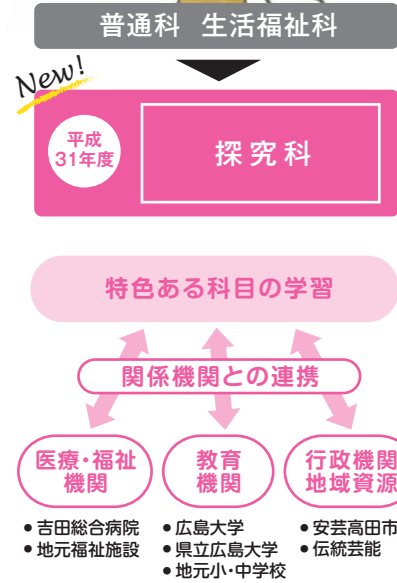 普通科 生活福祉科
New!
平成
31年度
探究科
特色ある科目の学習
関係機関との連携
医療・福祉
機関
教育
機関
行政機関
地域資源
● 吉田総合病院
● 地元福祉施設
● 広島大学
● 県立広島大学
● 地元小・中学校
● 安芸高田市
● 伝統芸能